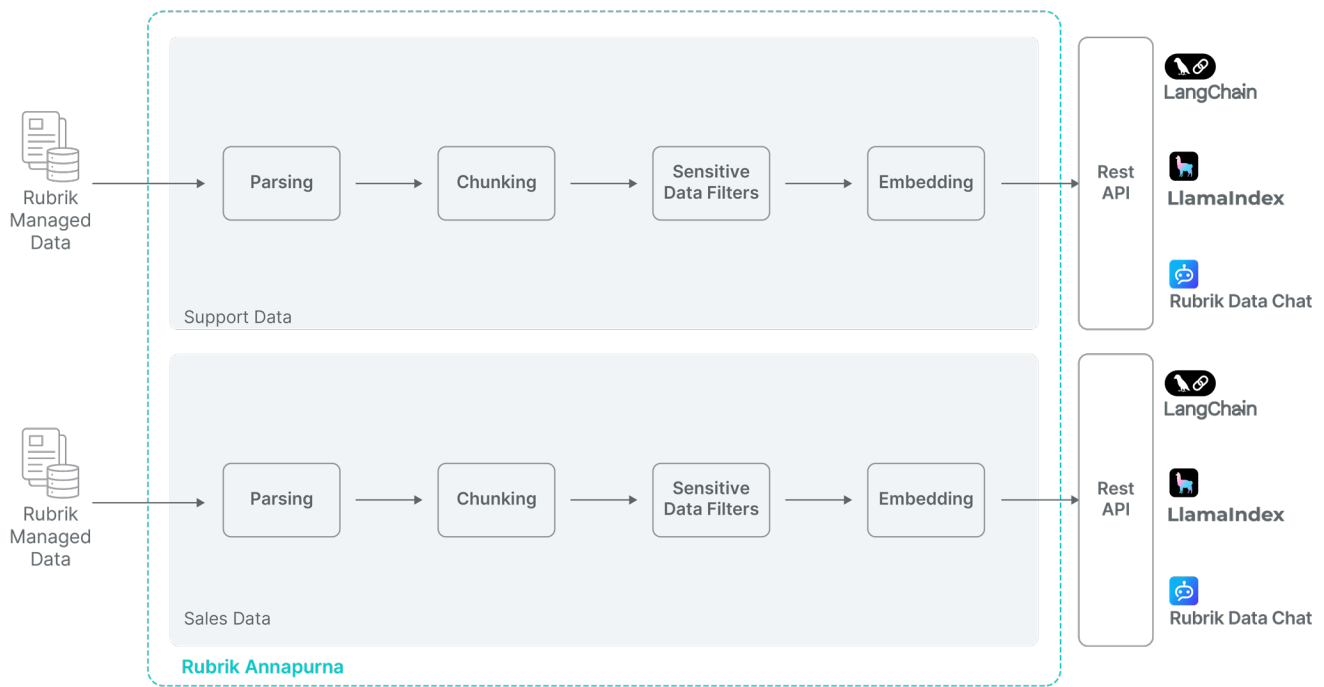 Rubrik
Managed
Data
Parsing
Chunking
Sensitive
Data Filters
Embedding
Support Data
Rest
API
LangChain
LlamaIndex
Rubrik Data Chat
Rubrik
Managed
Data
Parsing
Chunking
Sensitive
Data Filters
Embedding
Sales Data
Rest
API
LangChain
LlamaIndex
Rubrik Data Chat
Rubrik Annapurna